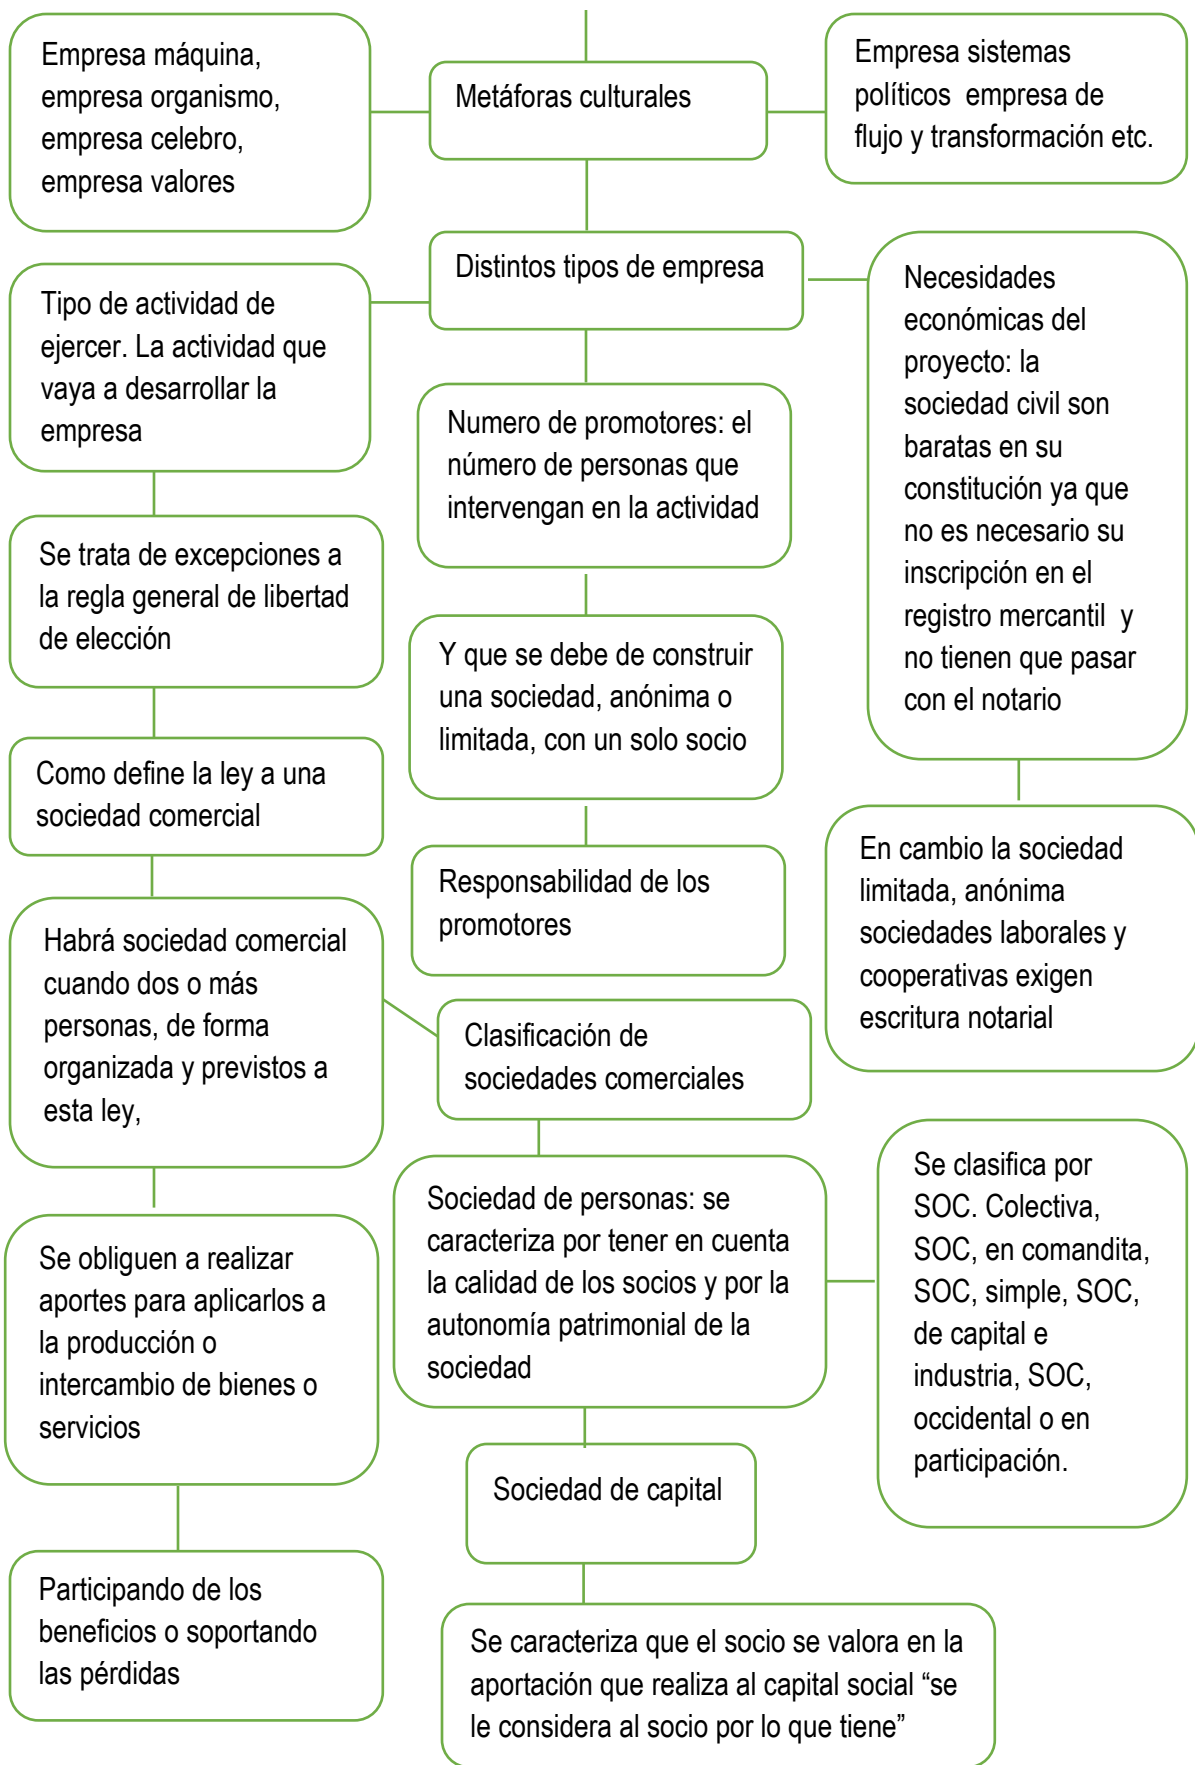 Empresa máquina,
empresa organismo,
empresa celebro,
empresa valores
Metáforas culturales
Empresa sistemas
políticos empresa de
flujo y transformación etc.
Distintos tipos de empresa
Tipo de actividad de
ejercer. La actividad que
vaya a desarrollar la
empresa
Numero de promotores: el
número de personas que
intervengan en la actividad
Necesidades
económicas del
proyecto: la
sociedad civil son
baratas en su
constitución ya que
no es necesario su
inscripción en el
registro mercantil y
no tienen que pasar
con el notario
Se trata de excepciones a
la regla general de libertad
de elección
Y que se debe de construir
una sociedad, anónima o
limitada, con un solo socio
Como define la ley a una
sociedad comercial
Responsabilidad de los
promotores
En cambio la sociedad
limitada, anónima
sociedades laborales y
cooperativas exigen
escritura notarial
Habrá sociedad comercial
cuando dos o más
personas, de forma
organizada y previstos a
esta ley,
Clasificación de
sociedades comerciales
Sociedad de personas: se
caracteriza por tener en cuenta
la calidad de los socios y por la
autonomía patrimonial de la
sociedad
Se clasifica por
SOC. Colectiva,
SOC, en comandita,
SOC, simple, SOC,
de capital e
industria, SOC,
occidental o en
participación.
Se obliguen a realizar
aportes para aplicarlos a
la producción o
intercambio de bienes o
servicios
Sociedad de capital
Participando de los
beneficios o soportando
las pérdidas
Se caracteriza que el socio se valora en la
aportación que realiza al capital social “se
le considera al socio por lo que tiene”